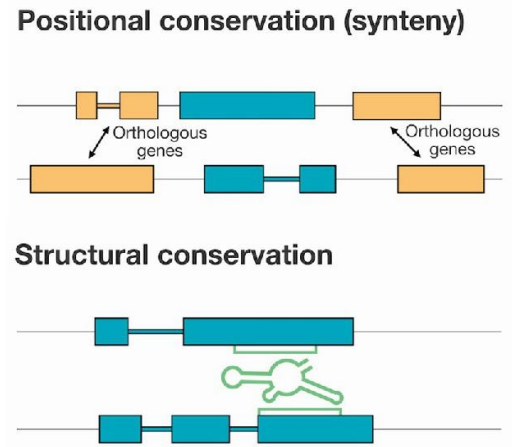 Positional conservation (synteny)
Orthologous
genes
Orthologous
genes
Structural conservation